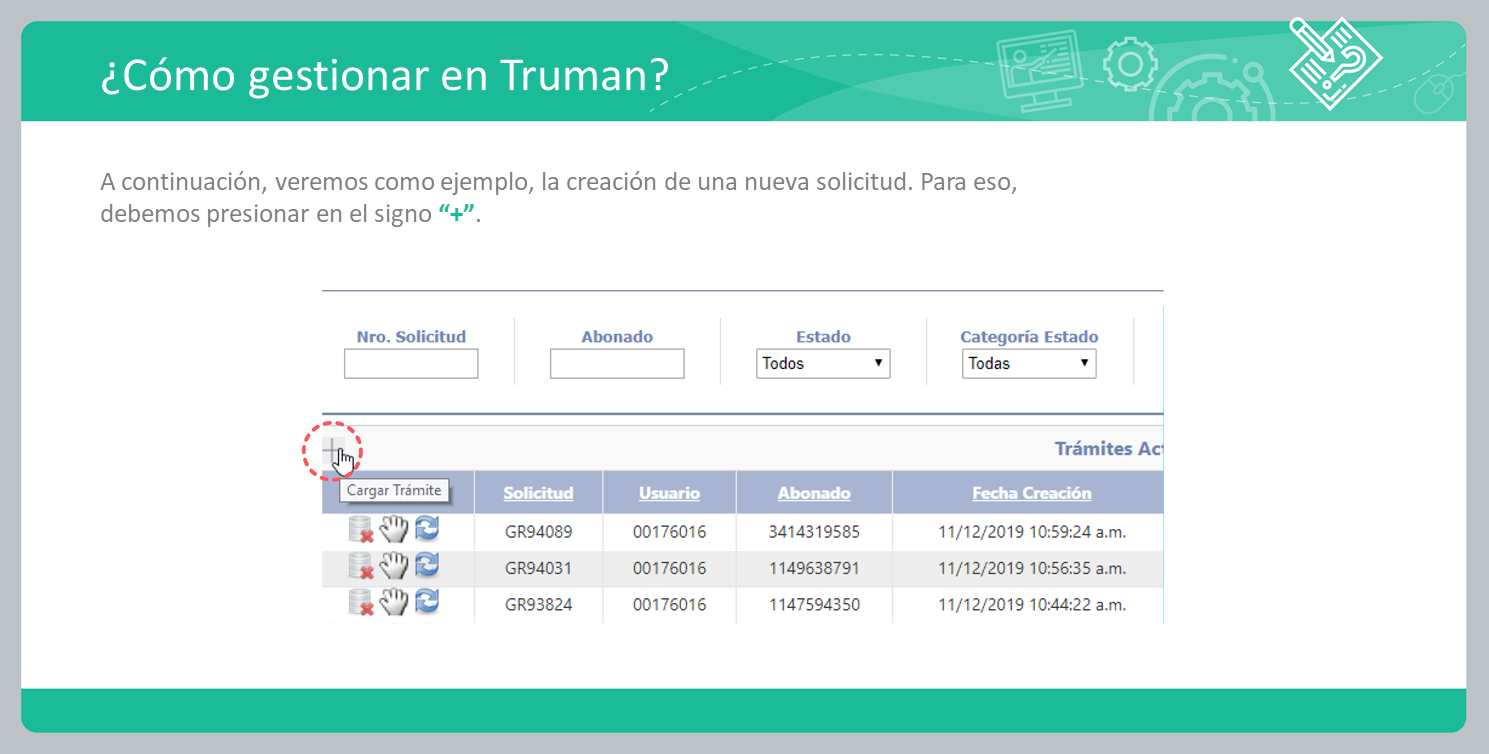 ¿Cómo gestionar en Truman?
A continuación, veremos como ejemplo, la creación de una nueva solicitud. Para eso,
debemos presionar en el signo “+”.
Nro. Solicitud Abonado Estado Categoría Estado
Todos Todas
Trámites Act
Cargar Trámite
Solicitud Usuario Abonado Fecha Creación
GR94089 00176016 3414319585 11/12/2019 10:59:24 a.m.
GR94031 00176016 1149638791 11/12/2019 10:56:35 a.m.
GR93824 00176016 1147594350 11/12/2019 10:44:22 a.m.